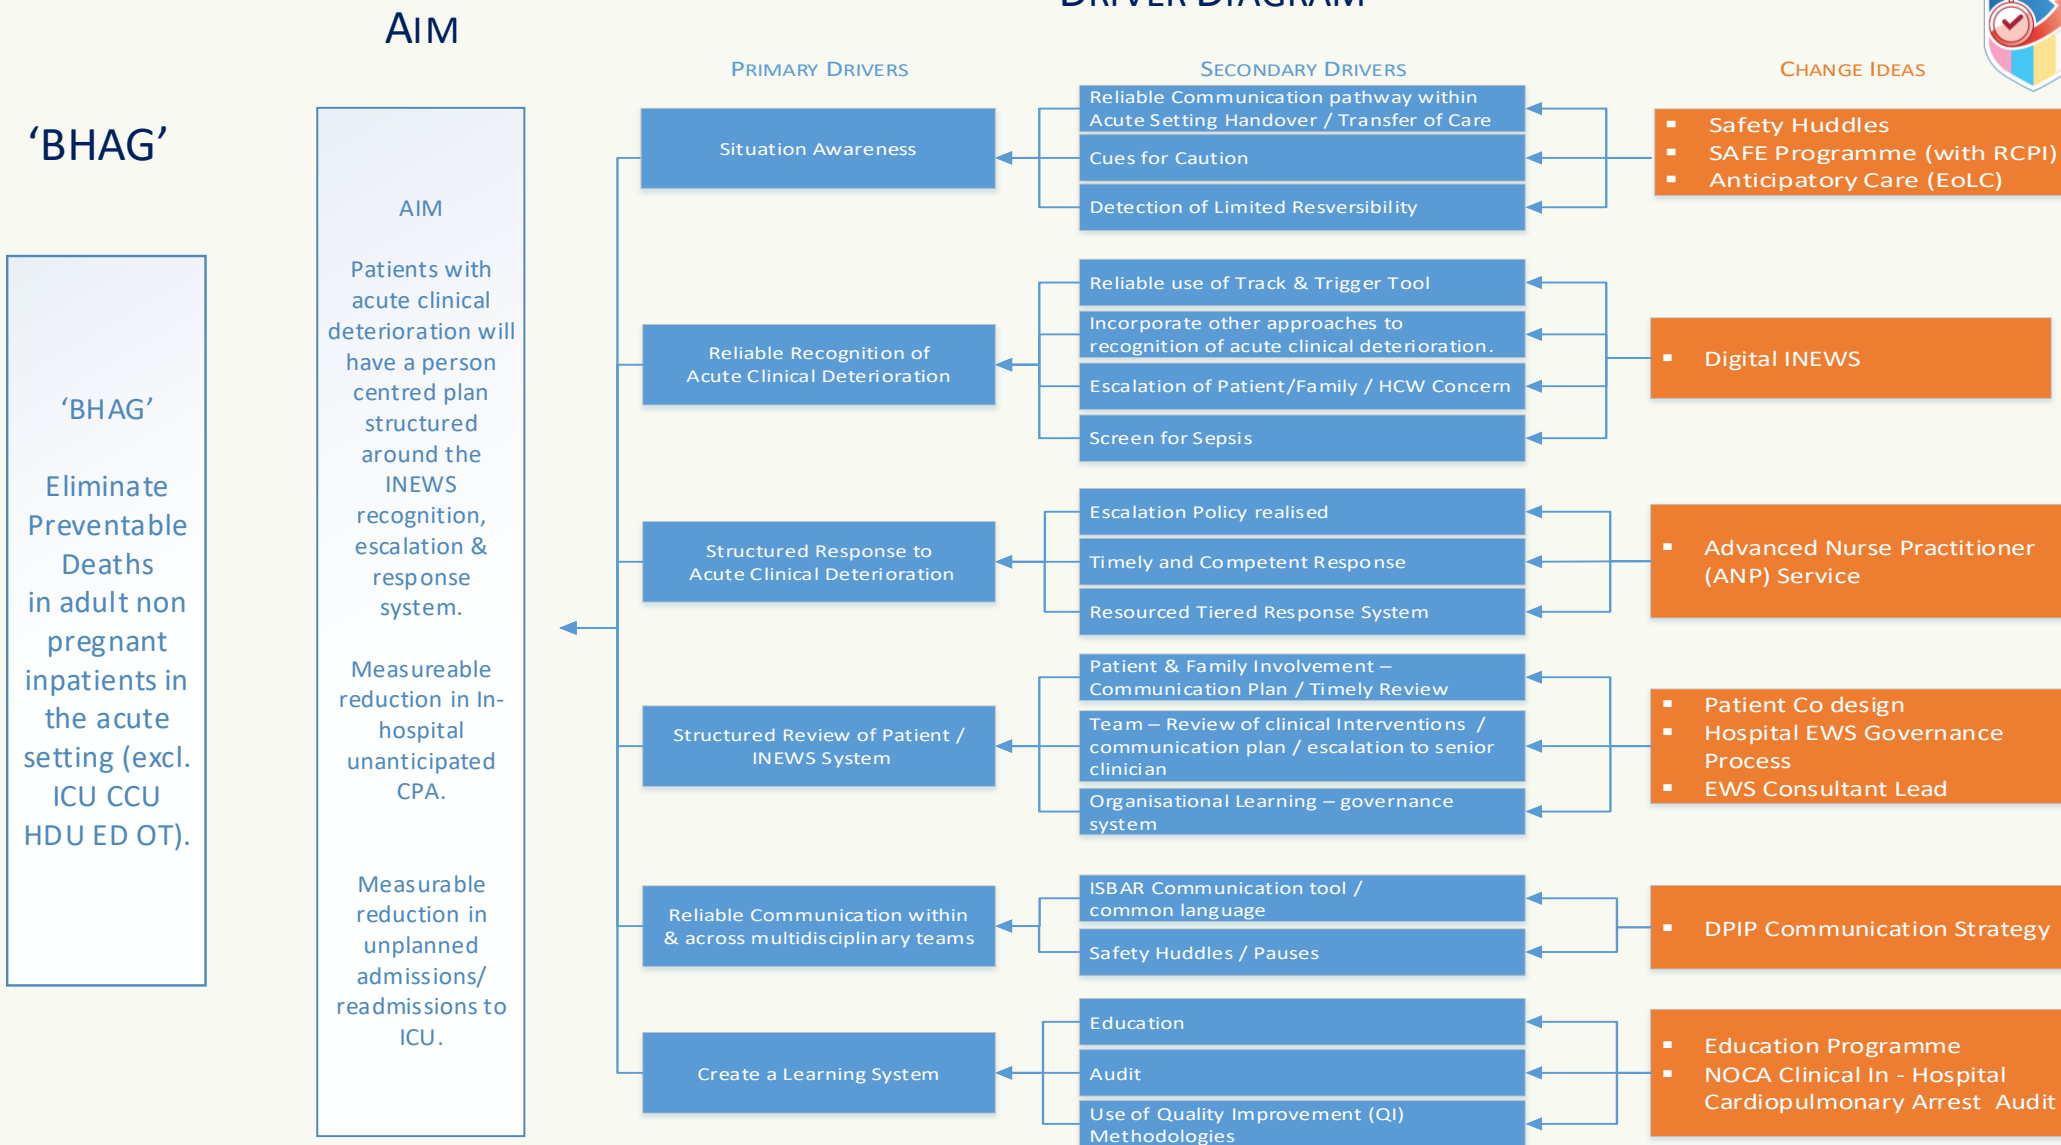 DRIVER DIAGRAM
AIM
PRIMARY DRIVERS
SECONDARY DRIVERS
CHANGE IDEAS
‘BHAG’
‘BHAG’
Eliminate
Preventable
Deaths
in adult non
pregnant
inpatients in
the acute
setting (excl.
ICU CCU
HDU ED OT).
AIM
Patients with
acute clinical
deterioration will
have a person
centred plan
structured
around the
INEWS
recognition,
escalation &
response
system.
Measureable
reduction in In-
hospital
unanticipated
CPA.
Measurable
reduction in
unplanned
admissions/
readmissions to
ICU.
Situation Awareness
Reliable Communication pathway within
Acute Setting Handover / Transfer of Care
Cues for Caution
Detection of Limited Resversibility
▪ Safety Huddles
▪ SAFE Programme (with RCPI)
▪ Anticipatory Care (EoLC)
Reliable Recognition of
Acute Clinical Deterioration
Reliable use of Track & Trigger Tool
Incorporate other approaches to
recognition of acute clinical deterioration.
Escalation of Patient/Family / HCW Concern
Screen for Sepsis
▪ Digital INEWS
Structured Response to
Acute Clinical Deterioration
Escalation Policy realised
Timely and Competent Response
Resourced Tiered Response System
▪ Advanced Nurse Practitioner
(ANP) Service
Structured Review of Patient /
INEWS System
Patient & Family Involvement –
Communication Plan / Timely Review
Team – Review of clinical Interventions /
communication plan / escalation to senior
clinician
Organisational Learning – governance
system
▪ Patient Co design
▪ Hospital EWS Governance
Process
▪ EWS Consultant Lead
Reliable Communication within
& across multidisciplinary teams
ISBAR Communication tool /
common language
Safety Huddles / Pauses
▪ DPIP Communication Strategy
Create a Learning System
Education
Audit
Use of Quality Improvement (QI)
Methodologies
▪ Education Programme
▪ NOCA Clinical In - Hospital
Cardiopulmonary Arrest Audit